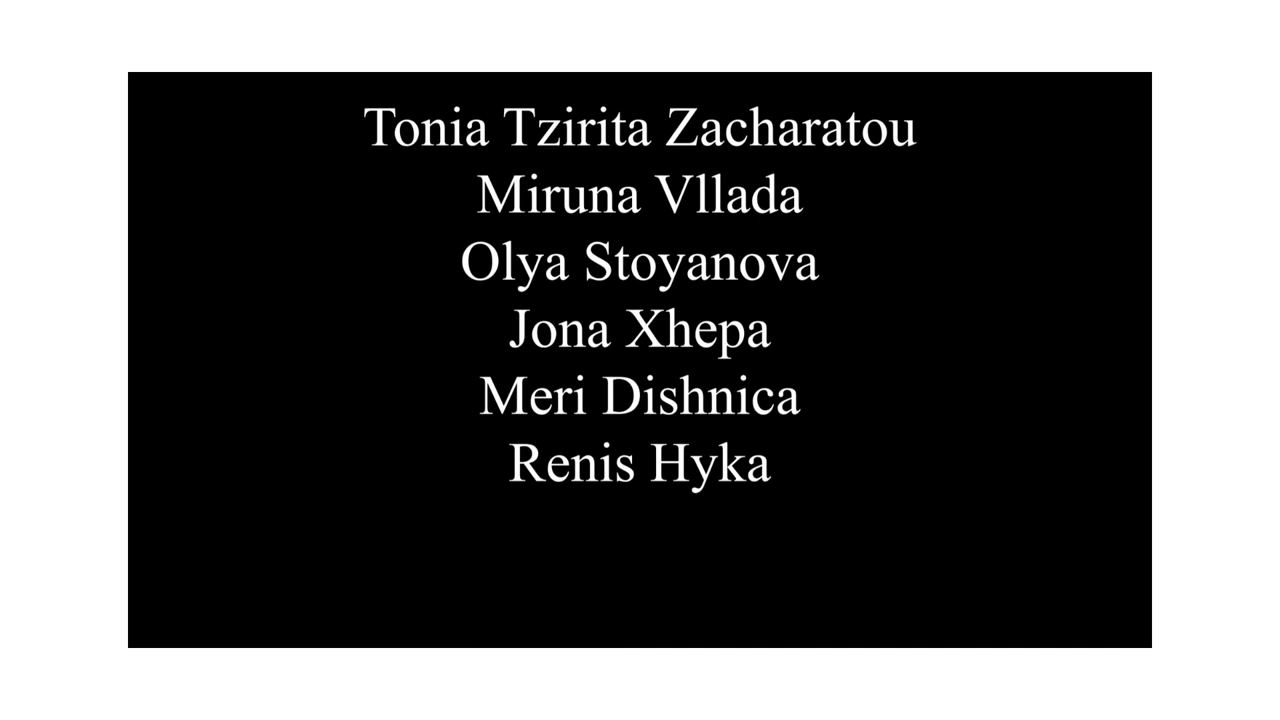 Tonia Tzirita Zacharatou
Miruna Vllada
Olya Stoyanova
Jona Xhepa
Meri Dishnica
Renis Hyka